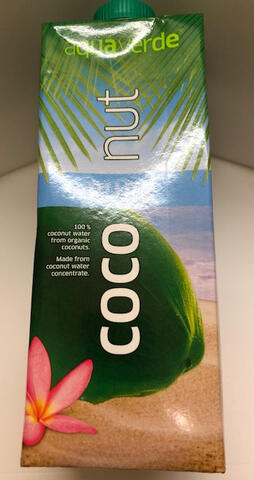 aquaverde
coco nut
100 %
coconut water
from organic
coconuts.
Made from
coconut water
concentrate.